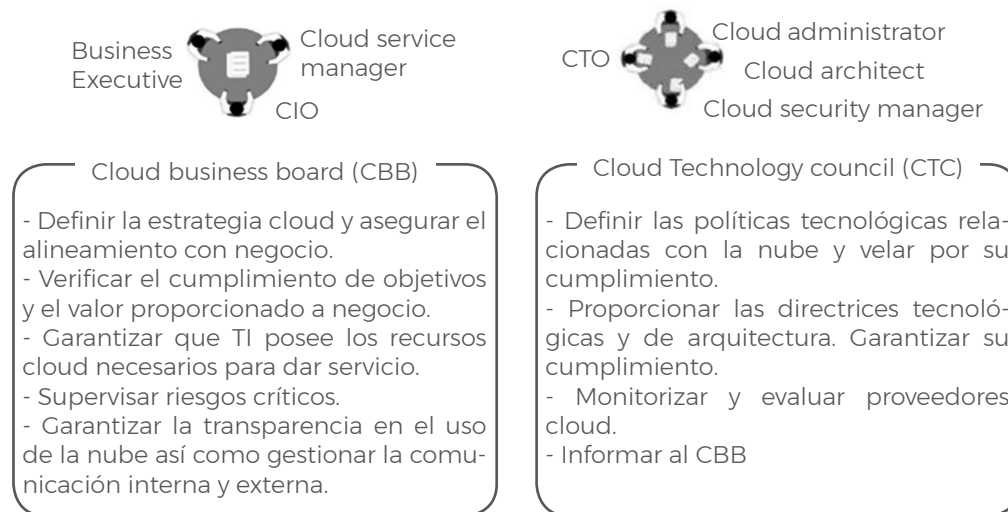 Business
Executive
Cloud service
manager
CIO
CTO
Cloud administrator
Cloud architect
Cloud security manager
Cloud business board (CBB)
- Definir la estrategia cloud y asegurar el
alineamiento con negocio.
- Verificar el cumplimiento de objetivos
y el valor proporcionado a negocio.
- Garantizar que TI posee los recursos
cloud necesarios para dar servicio.
- Supervisar riesgos críticos.
- Garantizar la transparencia en el uso
de la nube así como gestionar la comu-
nicación interna y externa.
Cloud Technology council (CTC)
- Definir las políticas tecnológicas rela-
cionadas con la nube y velar por su
cumplimiento.
- Proporcionar las directrices tecnoló-
gicas y de arquitectura. Garantizar su
cumplimiento.
- Monitorizar y evaluar proveedores
cloud.
- Informar al CBB